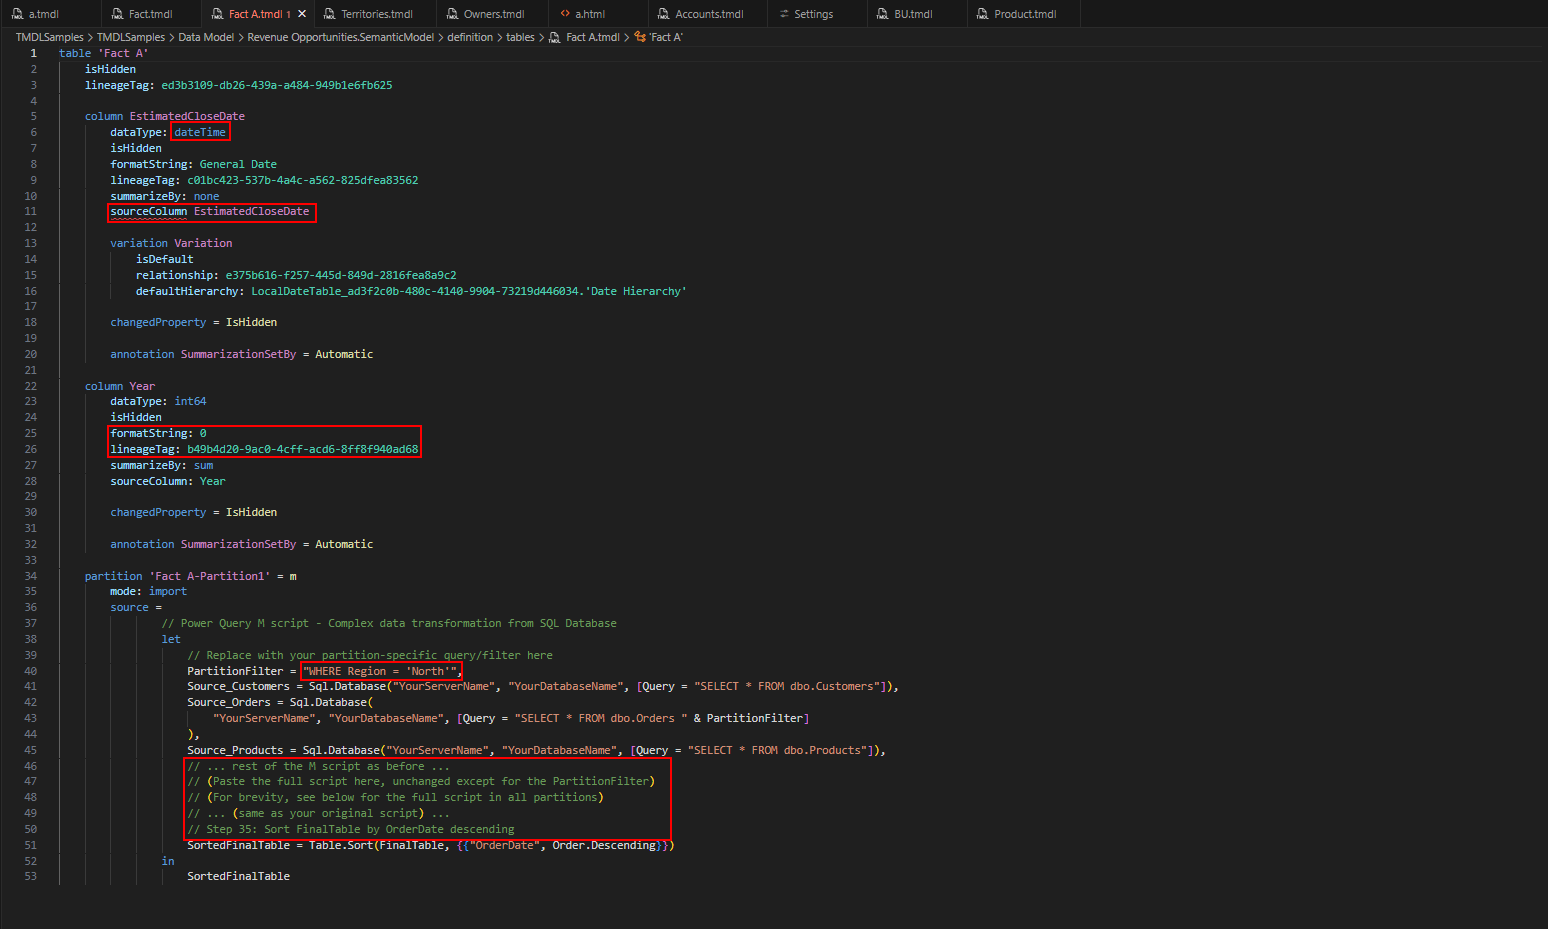 a.tmdl
Fact.tmdl
Fact A.tmdl 1
Territories.tmdl
Owners.tmdl
a.html
Accounts.tmdl
Settings
BU.tmdl
Product.tmdl
TMDLSamples > TMDLSamples > Data Model > Revenue Opportunities.SemanticModel > definition > tables > Fact A.tmdl > 'Fact A'
1 table 'Fact A'
2 isHidden
3 lineageTag: ed3b3109-db26-439a-a484-949b1e6fb625
4
5 column EstimatedCloseDate
6 dataType: dateTime
7 isHidden
8 formatString: General Date
9 lineageTag: c01bc423-537b-4a4c-a562-825dfea83562
10 summarizeBy: none
11 sourceColumn EstimatedCloseDate
12
13 variation Variation
14 isDefault
15 relationship: e375b616-f257-445d-849d-2816fea8a9c2
16 defaultHierarchy: LocalDateTable_ad3f2c0b-480c-4140-9904-73219d446034.'Date Hierarchy'
17
18 changedProperty = IsHidden
19
20 annotation SummarizationSetBy = Automatic
21
22 column Year
23 dataType: int64
24 isHidden
25 formatString: 0
26 lineageTag: b49b4d20-9ac0-4cff-acd6-8ff8f940ad68
27 summarizeBy: sum
28 sourceColumn: Year
29
30 changedProperty = IsHidden
31
32 annotation SummarizationSetBy = Automatic
33
34 partition 'Fact A-Partition1' = m
35 mode: import
36 source =
37 // Power Query M script - Complex data transformation from SQL Database
38 let
39 // Replace with your partition-specific query/filter here
40 PartitionFilter = "WHERE Region = 'North'",
41 Source_Customers = Sql.Database("YourServerName", "YourDatabaseName", [Query = "SELECT * FROM dbo.Customers"]),
42 Source_Orders = Sql.Database(
43 "YourServerName", "YourDatabaseName", [Query = "SELECT * FROM dbo.Orders " & PartitionFilter]
44 ),
45 Source_Products = Sql.Database("YourServerName", "YourDatabaseName", [Query = "SELECT * FROM dbo.Products"]),
46 // ... rest of the M script as before ...
47 // (Paste the full script here, unchanged except for the PartitionFilter)
48 // (For brevity, see below for the full script in all partitions)
49 // ... (same as your original script) ...
50 // Step 35: Sort FinalTable by OrderDate descending
51 SortedFinalTable = Table.Sort(FinalTable, {{"OrderDate", Order.Descending}})
52 in
53 SortedFinalTable